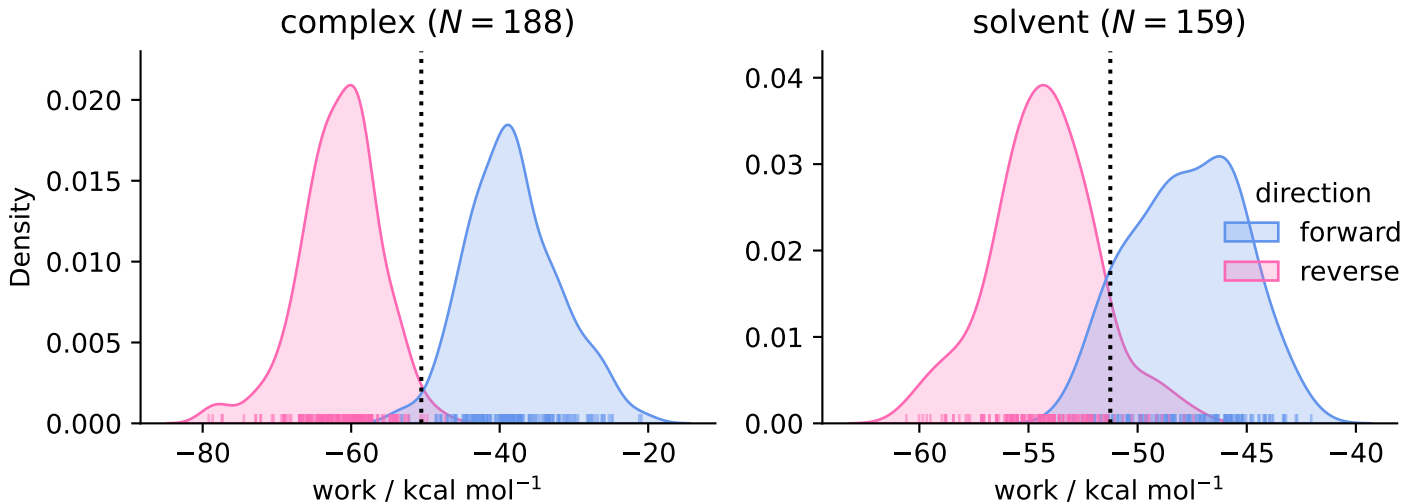 complex (N = 188)
Density
0.020
0.015
0.010
0.005
0.000
−80 −60 −40 −20
work / kcal mol⁻¹
solvent (N = 159)
0.04
0.03
0.02
0.01
0.00
−60 −55 −50 −45 −40
work / kcal mol⁻¹
direction
forward
reverse